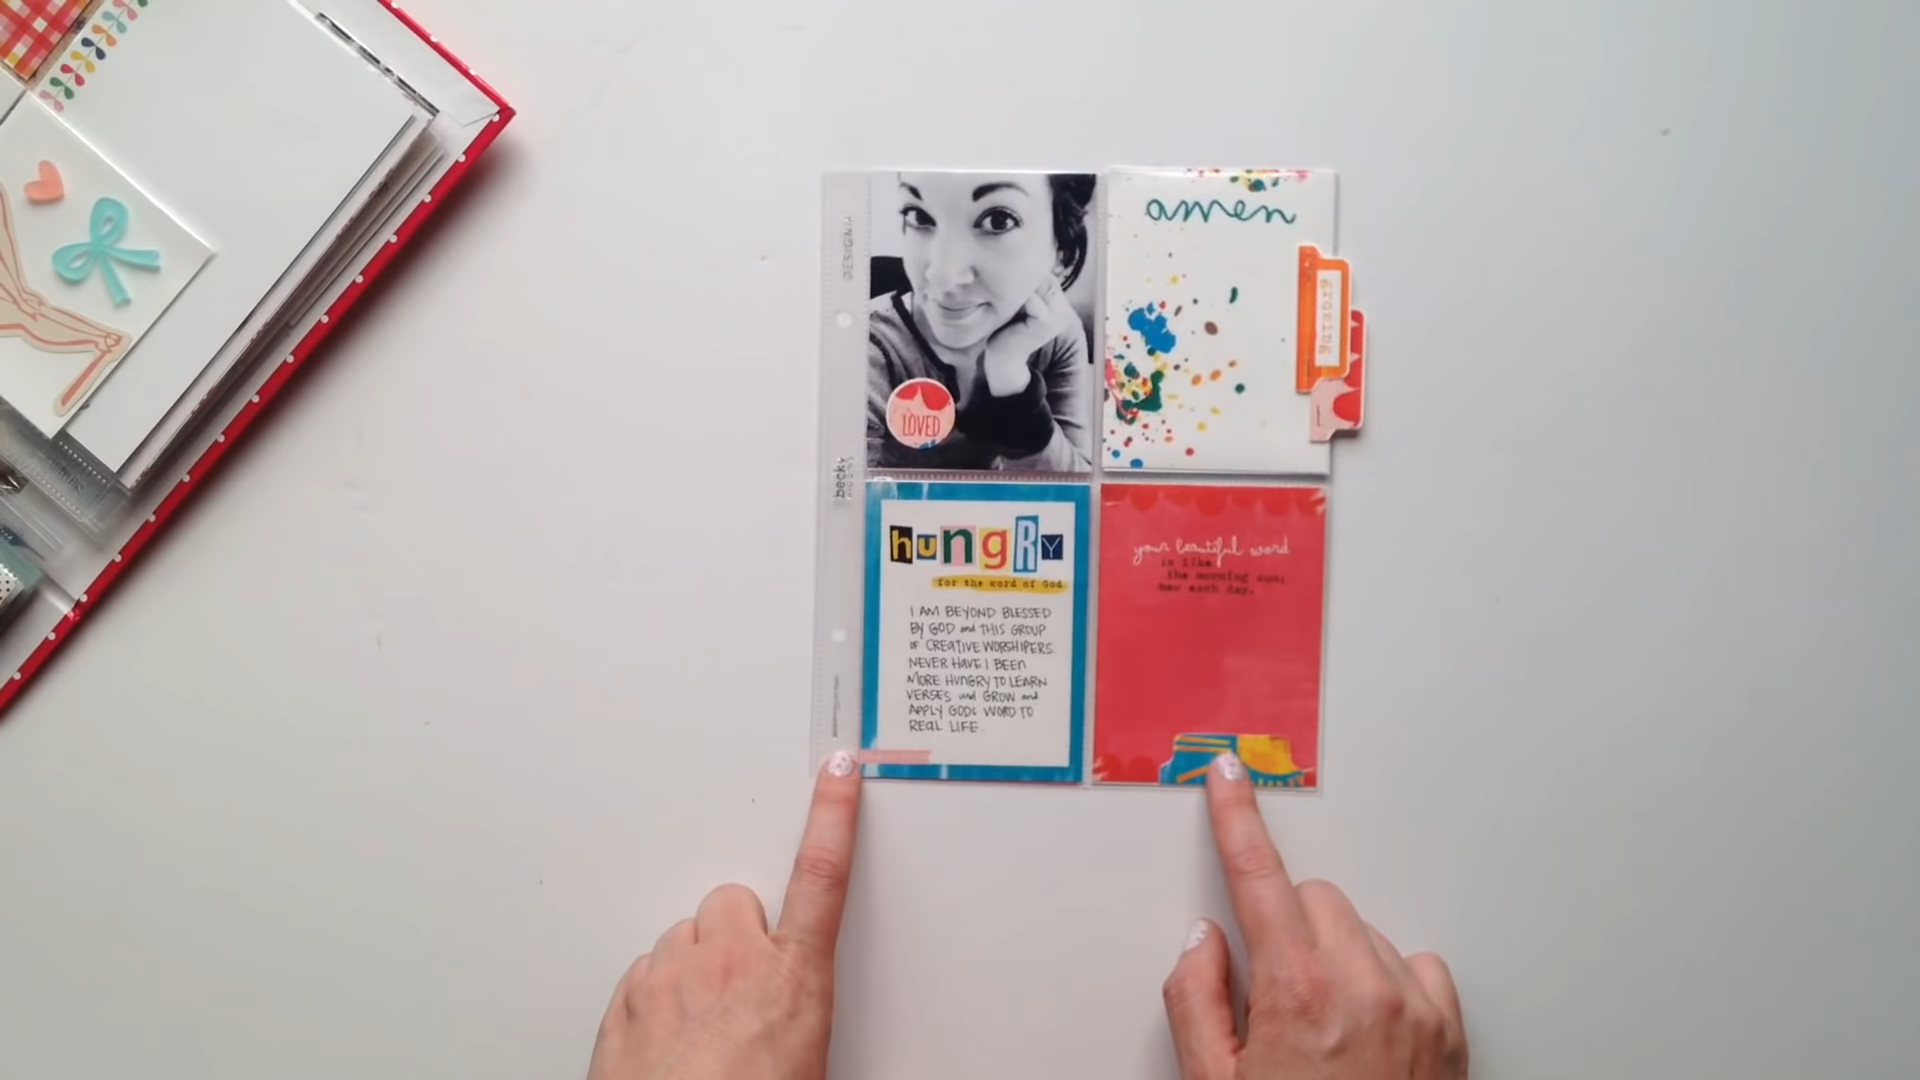 amen
growing
LOVED
becky
hungRY
for the word of God
I AM BEYOND BLESSED
BY GOD and THIS GROUP
OF CREATIVE WORSHIPERS.
NEVER HAVE I BEEN
MORE HUNGRY TO LEARN
VERSES and GROW and
APPLY GODS WORD TO
REAL LIFE.
your beautiful word
is like
the morning sun;
new each day.